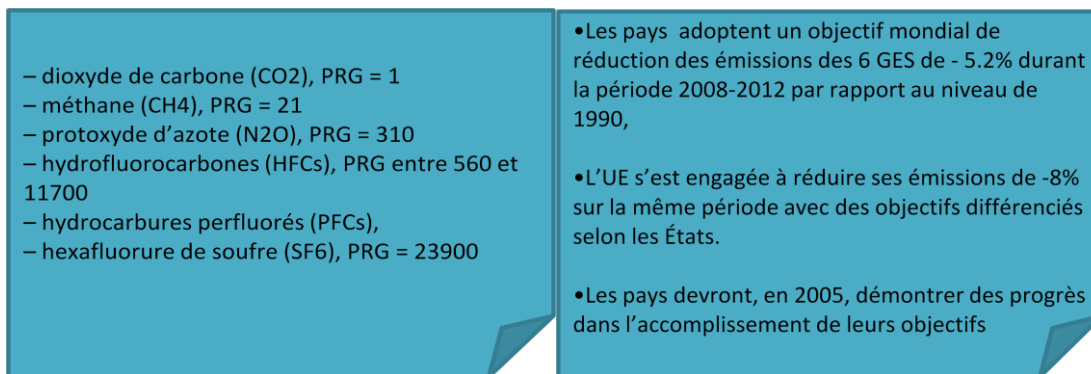 – dioxyde de carbone (CO2), PRG = 1
– méthane (CH4), PRG = 21
– protoxyde d’azote (N2O), PRG = 310
– hydrofluorocarbones (HFCs), PRG entre 560 et
11700
– hydrocarbures perfluorés (PFCs),
– hexafluorure de soufre (SF6), PRG = 23900
•Les pays adoptent un objectif mondial de
réduction des émissions des 6 GES de - 5.2% durant
la période 2008-2012 par rapport au niveau de
1990,
•L’UE s’est engagée à réduire ses émissions de -8%
sur la même période avec des objectifs différenciés
selon les États.
•Les pays devront, en 2005, démontrer des progrès
dans l’accomplissement de leurs objectifs